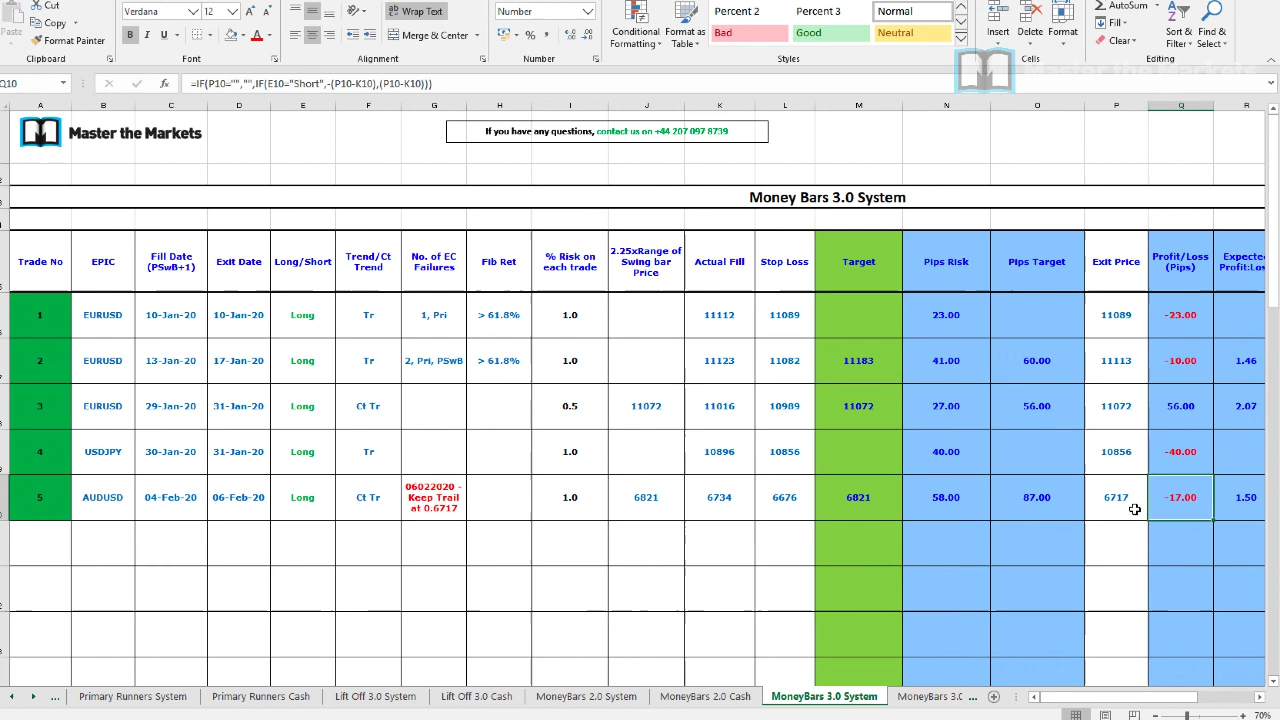 Cut
Copy
Format Painter
Paste
Clipboard
Verdana 12
B I U
Font
Wrap Text
Merge & Center
Alignment
Number
%
Number
Conditional Formatting
Format as Table
Percent 2 Percent 3 Normal
Bad Good Neutral
Styles
Insert Delete Format
Cells
AutoSum
Fill
Clear
Sort & Filter
Find & Select
Editing
Master the Markets
Q10 fx =IF(P10="","",IF(E10="Short",-(P10-K10),(P10-K10)))
A B C D E F G H I J K L M N O P Q R
Master the Markets
If you have any questions, contact us on +44 207 097 8739
Money Bars 3.0 System
Trade No EPIC Fill Date (PSwB+1) Exit Date Long/Short Trend/Ct Trend No. of EC Failures Fib Ret % Risk on each trade 2.25xRange of Swing bar Price Actual Fill Stop Loss Target Pips Risk Pips Target Exit Price Profit/Loss (Pips) Expected Profit:Los
1 EURUSD 10-Jan-20 10-Jan-20 Long Tr 1, Pri > 61.8% 1.0 11112 11089 23.00 11089 -23.00
2 EURUSD 13-Jan-20 17-Jan-20 Long Tr 2, Pri, PSwB > 61.8% 1.0 11123 11082 11183 41.00 60.00 11113 -10.00 1.46
3 EURUSD 29-Jan-20 31-Jan-20 Long Ct Tr 0.5 11072 11016 10989 11072 27.00 56.00 11072 56.00 2.07
4 USDJPY 30-Jan-20 31-Jan-20 Long Tr 1.0 10896 10856 40.00 10856 -40.00
5 AUDUSD 04-Feb-20 06-Feb-20 Long Ct Tr 06022020 - Keep Trail at 0.6717 1.0 6821 6734 6676 6821 58.00 87.00 6717 -17.00 1.50
... Primary Runners System Primary Runners Cash Lift Off 3.0 System Lift Off 3.0 Cash MoneyBars 2.0 System MoneyBars 2.0 Cash MoneyBars 3.0 System MoneyBars 3.0 ...
70%